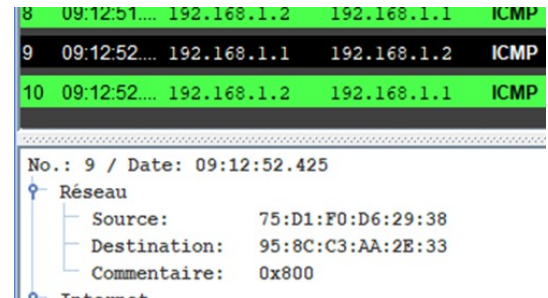 8 09:12:51.... 192.168.1.2 192.168.1.1 ICMP
9 09:12:52.... 192.168.1.1 192.168.1.2 ICMP
10 09:12:52.... 192.168.1.2 192.168.1.1 ICMP
No.: 9 / Date: 09:12:52.425
Réseau
Source: 75:D1:F0:D6:29:38
Destination: 95:8C:C3:AA:2E:33
Commentaire: 0x800
Internet